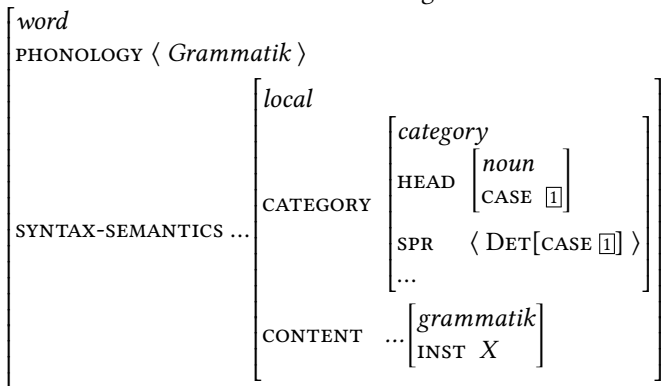 word
PHONOLOGY ⟨ Grammatik ⟩
local
category
HEAD noun
CASE 1
CATEGORY
SPR ⟨ DET[CASE 1] ⟩
SYNTAX-SEMANTICS ...
...
grammatik
CONTENT ...
INST X